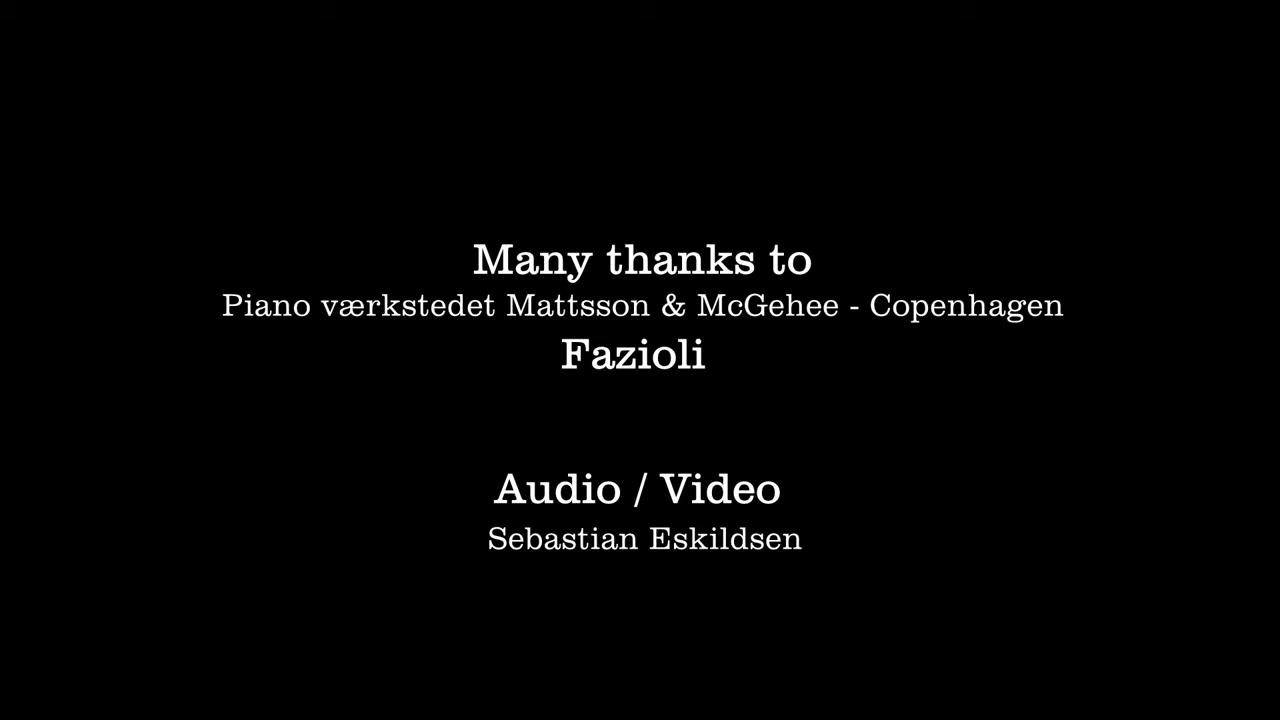 Many thanks to
Piano værkstedet Mattsson & McGehee - Copenhagen
Fazioli
Audio / Video
Sebastian Eskildsen